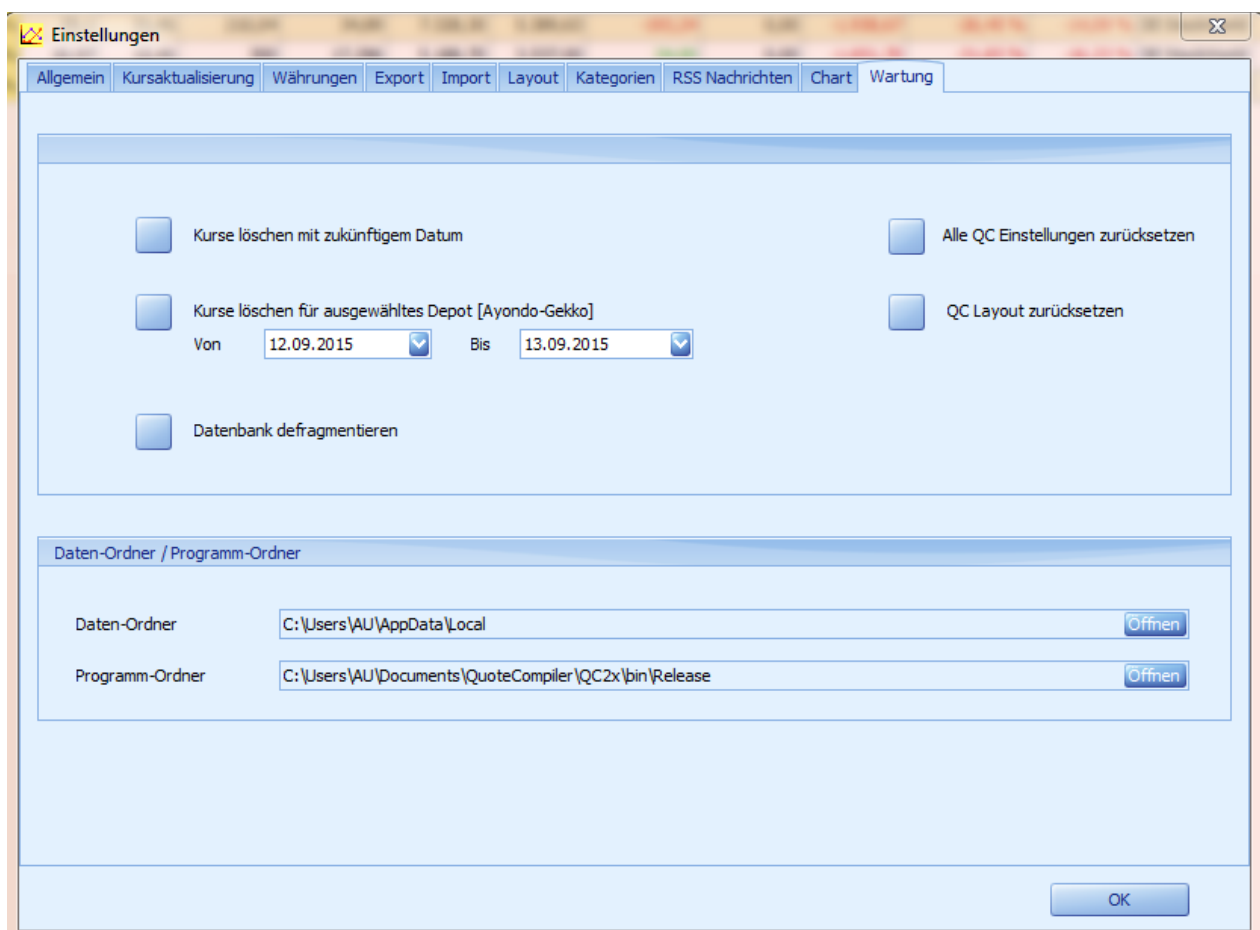 Einstellungen
Allgemein Kursaktualisierung Währungen Export Import Layout Kategorien RSS Nachrichten Chart Wartung
Kurse löschen mit zukünftigem Datum
Alle QC Einstellungen zurücksetzen
Kurse löschen für ausgewähltes Depot [Ayondo-Gekko]
QC Layout zurücksetzen
Von 12.09.2015 Bis 13.09.2015
Datenbank defragmentieren
Daten-Ordner / Programm-Ordner
Daten-Ordner C:\Users\AU\AppData\Local Öffnen
Programm-Ordner C:\Users\AU\Documents\QuoteCompiler\QC2x\bin\Release Öffnen
OK